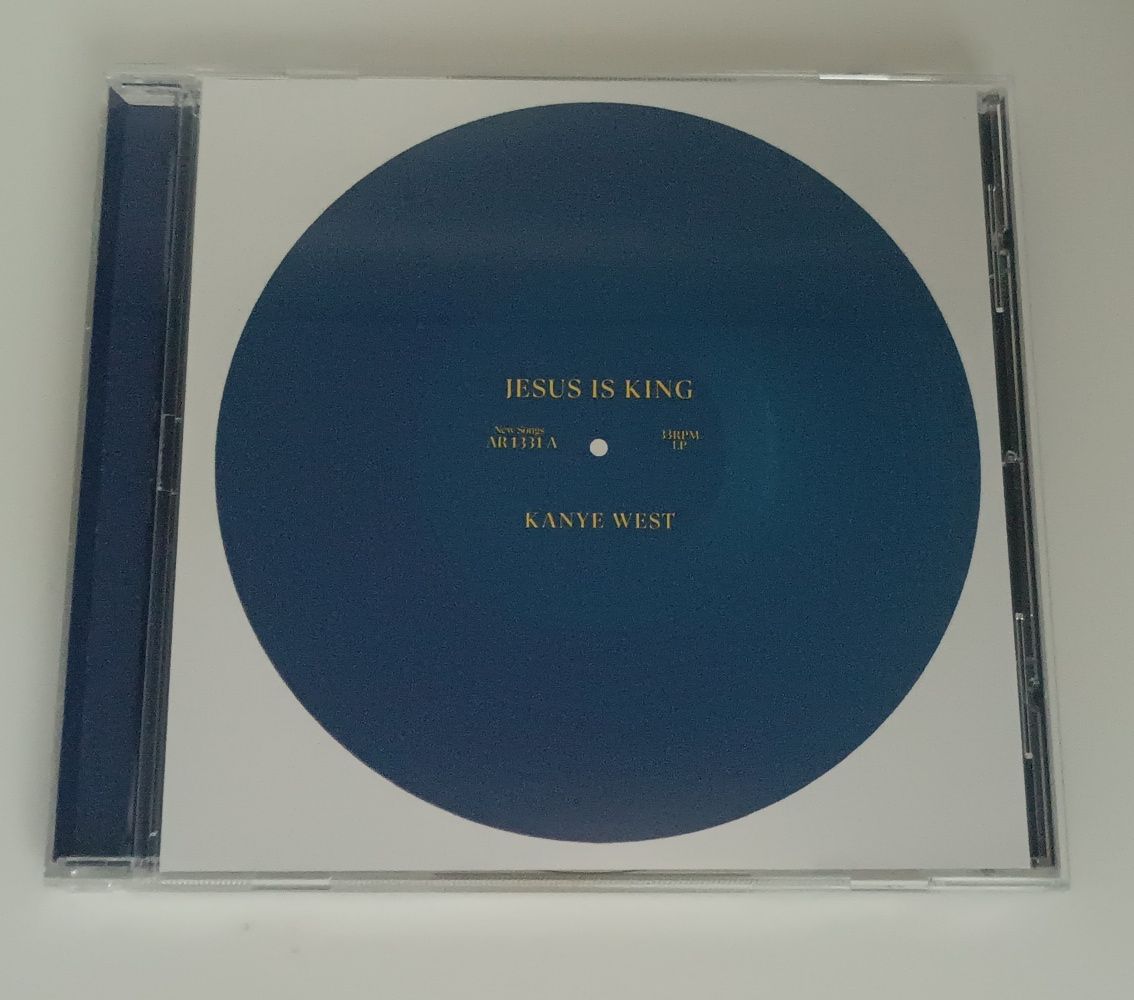 JESUS IS KING
New Songs
AR 1331 A
33RPM
LP
KANYE WEST